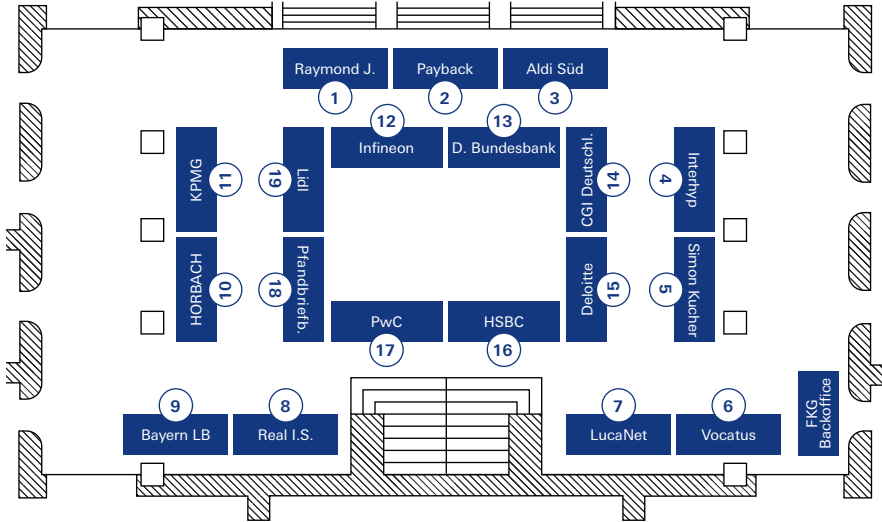 Raymond J.
Payback
Aldi Süd
1
2
3
12
13
Infineon
D. Bundesbank
KPMG
11
19
Lidl
CGI Deutschl.
14
4
Interhyp
HORBACH
10
18
Pfandbriefb.
Deloitte
15
5
Simon Kucher
PwC
HSBC
17
16
9
8
7
6
Bayern LB
Real I.S.
LucaNet
Vocatus
FKG
Backoffice